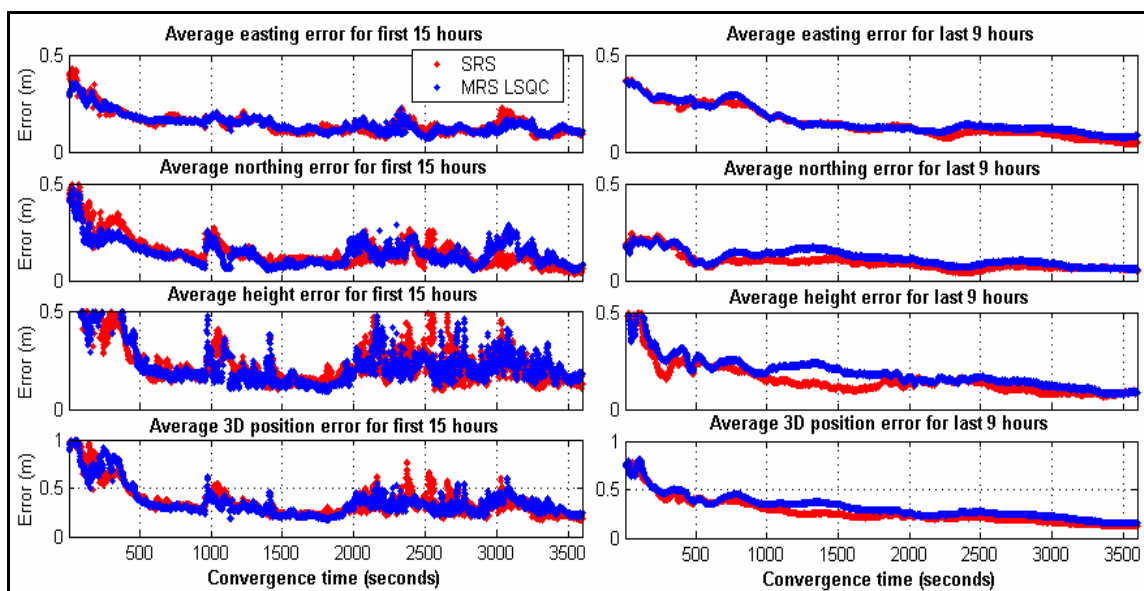 Average easting error for first 15 hours
Average easting error for last 9 hours
0.5
Error (m)
0
SRS
MRS LSQC
0.5
0
Average northing error for first 15 hours
Average northing error for last 9 hours
0.5
Error (m)
0
0.5
0
Average height error for first 15 hours
Average height error for last 9 hours
0.5
Error (m)
0
0.5
0
Average 3D position error for first 15 hours
Average 3D position error for last 9 hours
1
0.5
Error (m)
0
1
0.5
0
500 1000 1500 2000 2500 3000 3500
500 1000 1500 2000 2500 3000 3500
Convergence time (seconds)
Convergence time (seconds)